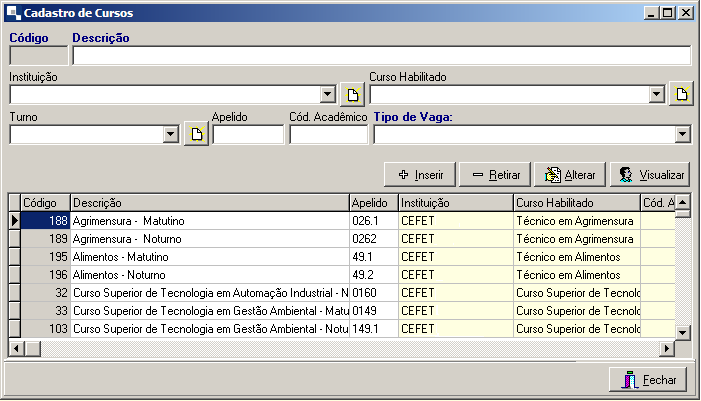 Cadastro de Cursos
Código Descrição
Instituição Curso Habilitado
Turno Apelido Cód. Acadêmico Tipo de Vaga:
Inserir Retirar Alterar Visualizar
Código Descrição Apelido Instituição Curso Habilitado Cód. A
188 Agrimensura - Matutino 026.1 CEFET Técnico em Agrimensura
189 Agrimensura - Noturno 0262 CEFET Técnico em Agrimensura
195 Alimentos - Matutino 49.1 CEFET Técnico em Alimentos
196 Alimentos - Noturno 49.2 CEFET Técnico em Alimentos
32 Curso Superior de Tecnologia em Automação Industrial - N 0160 CEFET Curso Superior de Tecnolo
33 Curso Superior de Tecnologia em Gestão Ambiental - Matu 0149 CEFET Curso Superior de Tecnolo
103 Curso Superior de Tecnologia em Gestão Ambiental - Notu 149.1 CEFET Curso Superior de Tecnolo
Fechar